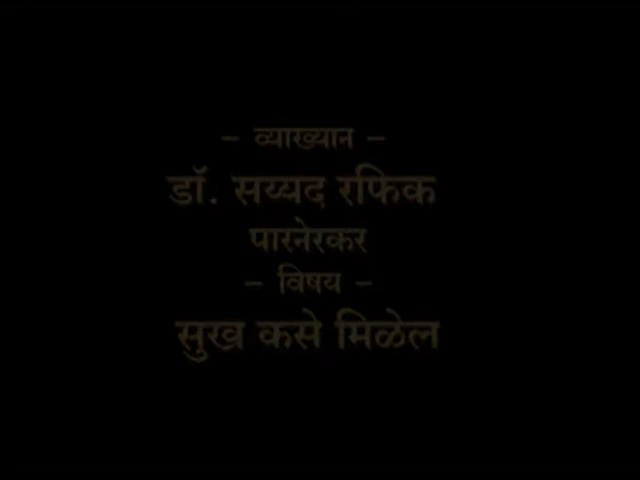 – व्याख्यान –
डॉ. सय्यद रफिक
पारनेरकर
– विषय –
सुख कसे मिळेल